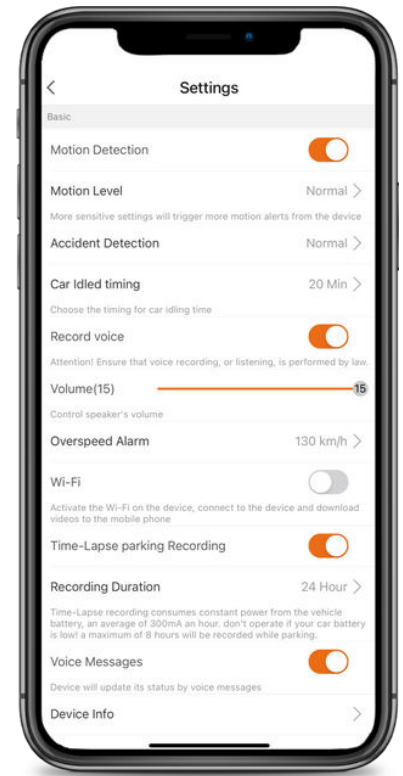 Settings
Basic
Motion Detection
Motion Level Normal
More sensitive settings will trigger more motion alerts from the device
Accident Detection Normal
Car Idled timing 20 Min
Choose the timing for car idling time
Record voice
Attention! Ensure that voice recording, or listening, is performed by law.
Volume(15) 15
Control speaker's volume
Overspeed Alarm 130 km/h
Wi-Fi
Activate the Wi-Fi on the device, connect to the device and download
videos to the mobile phone
Time-Lapse parking Recording
Recording Duration 24 Hour
Time-Lapse recording consumes constant power from the vehicle
battery, an average of 300mA an hour. don't operate if your car battery
is low! a maximum of 8 hours will be recorded while parking.
Voice Messages
Device will update its status by voice messages
Device Info